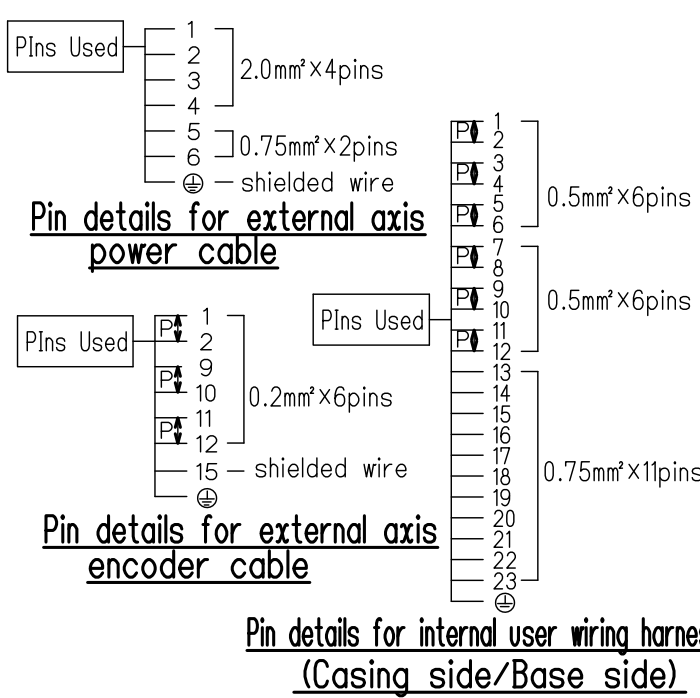 PIns Used
1
2
3
4
5
6
2.0mm²×4pins
0.75mm²×2pins
shielded wire
Pin details for external axis
power cable
PIns Used
P
P
P
1
2
9
10
11
12
15
0.2mm²×6pins
shielded wire
Pin details for external axis
encoder cable
PIns Used
P
P
P
P
P
P
1
2
3
4
5
6
7
8
9
10
11
12
13
14
15
16
17
18
19
20
21
22
23
0.5mm²×6pins
0.5mm²×6pins
0.75mm²×11pins
Pin details for internal user wiring harnes
(Casing side/Base side)